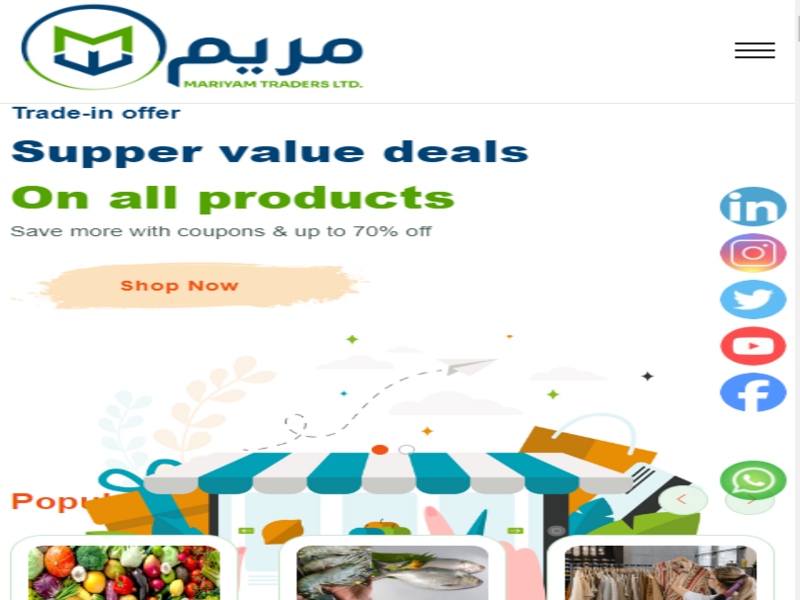 مريم
MARIYAM TRADERS LTD.
Trade-in offer
Supper value deals
On all products
Save more with coupons & up to 70% off
Shop Now